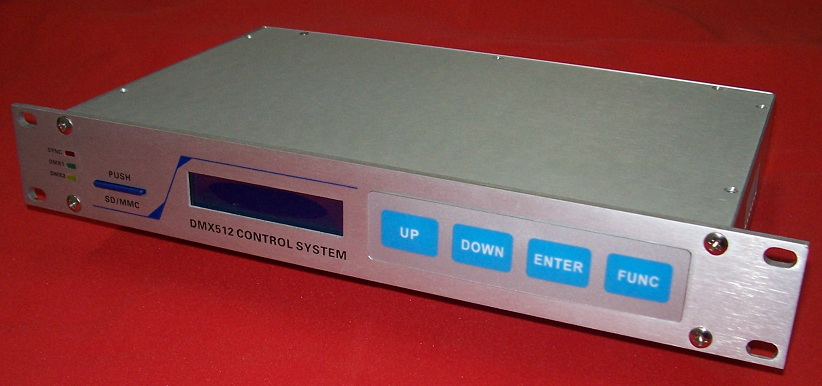 SYNC
DMX1
DMX2
PUSH
SD/MMC
DMX512 CONTROL SYSTEM
UP
DOWN
ENTER
FUNC